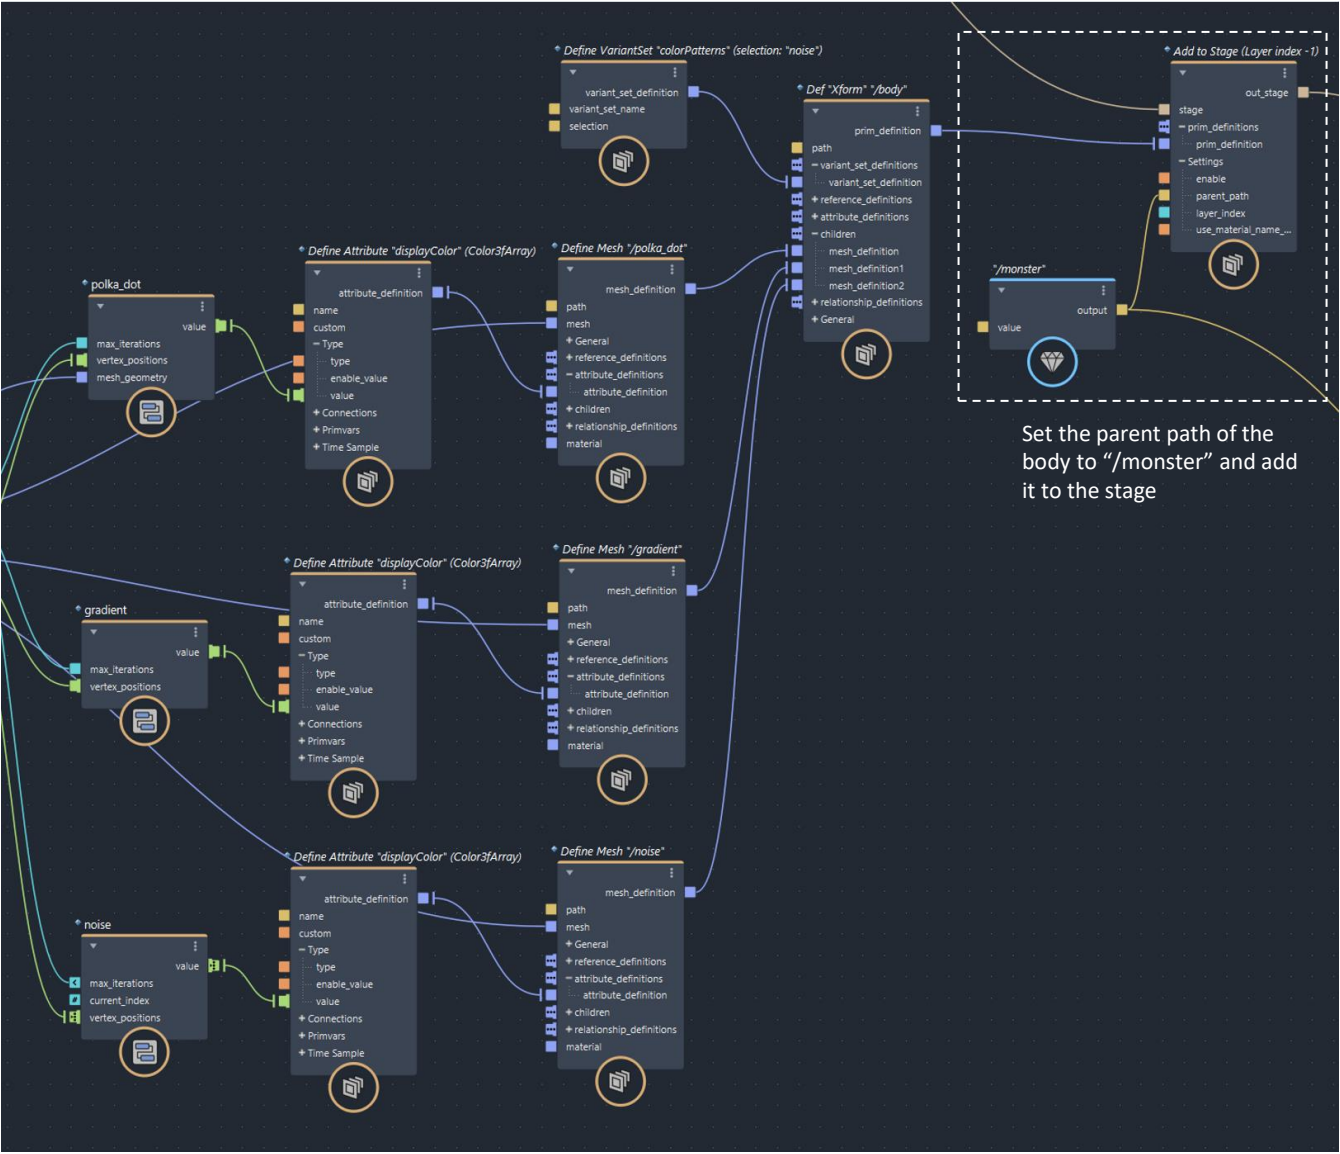 Define VariantSet "colorPatterns" (selection: "noise")
variant_set_definition
variant_set_name
selection
Def "Xform" "/body"
prim_definition
path
variant_set_definitions
variant_set_definition
reference_definitions
attribute_definitions
children
mesh_definition
mesh_definition1
mesh_definition2
relationship_definitions
General
Add to Stage (Layer index -1)
out_stage
stage
prim_definitions
prim_definition
Settings
enable
parent_path
layer_index
use_material_name_...
"/monster"
output
value
Set the parent path of the
body to “/monster” and add
it to the stage
polka_dot
value
max_iterations
vertex_positions
mesh_geometry
Define Attribute "displayColor" (Color3fArray)
attribute_definition
name
custom
Type
type
enable_value
value
Connections
Primvars
Time Sample
Define Mesh "/polka_dot"
mesh_definition
path
mesh
General
reference_definitions
attribute_definitions
attribute_definition
children
relationship_definitions
material
gradient
value
max_iterations
vertex_positions
Define Attribute "displayColor" (Color3fArray)
attribute_definition
name
custom
Type
type
enable_value
value
Connections
Primvars
Time Sample
Define Mesh "/gradient"
mesh_definition
path
mesh
General
reference_definitions
attribute_definitions
attribute_definition
children
relationship_definitions
material
noise
value
max_iterations
current_index
vertex_positions
Define Attribute "displayColor" (Color3fArray)
attribute_definition
name
custom
Type
type
enable_value
value
Connections
Primvars
Time Sample
Define Mesh "/noise"
mesh_definition
path
mesh
General
reference_definitions
attribute_definitions
attribute_definition
children
relationship_definitions
material